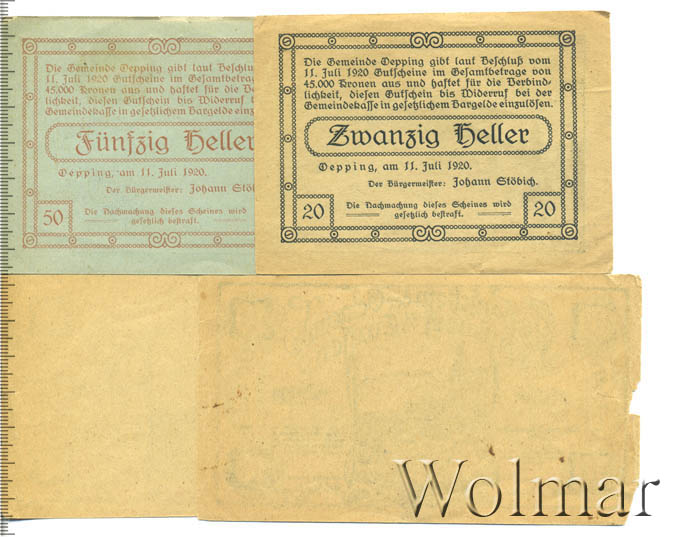 Die Gemeinde Oepping gibt laut Beschluß v
11. Juli 1920 Gutscheine im Gesamtbetrage
45.000 Kronen aus und haftet für die Ve
lichkeit, diesen Gutschein bis Widerruf b
Gemeindekasse in gesetzlichem Bargelde einz
Fünfzig Heller
Oepping, am 11. Juli 1920.
Der Bürgermeister: Johann Stöbi
50
Die Nachmachung dieses Scheines wird
gesetzlich bestraft.
Die Gemeinde Oepping gibt laut Beschluß vom
11. Juli 1920 Gutscheine im Gesamtbetrage von
45.000 Kronen aus und haftet für die Verbind-
lichkeit, diesen Gutschein bis Widerruf bei der
Gemeindekasse in gesetzlichem Bargelde einzulösen.
Zwanzig Heller
Oepping, am 11. Juli 1920.
Der Bürgermeister: Johann Stöbich.
20
Die Nachmachung dieses Scheines wird
gesetzlich bestraft.
20
Wolmar